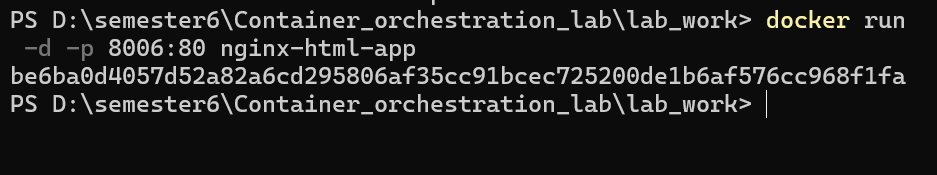 PS D:\semester6\Container_orchestration_lab\lab_work> docker run
-d -p 8006:80 nginx-html-app
be6ba0d4057d52a82a6cd295806af35cc91bcec725200de1b6af576cc968f1fa
PS D:\semester6\Container_orchestration_lab\lab_work>